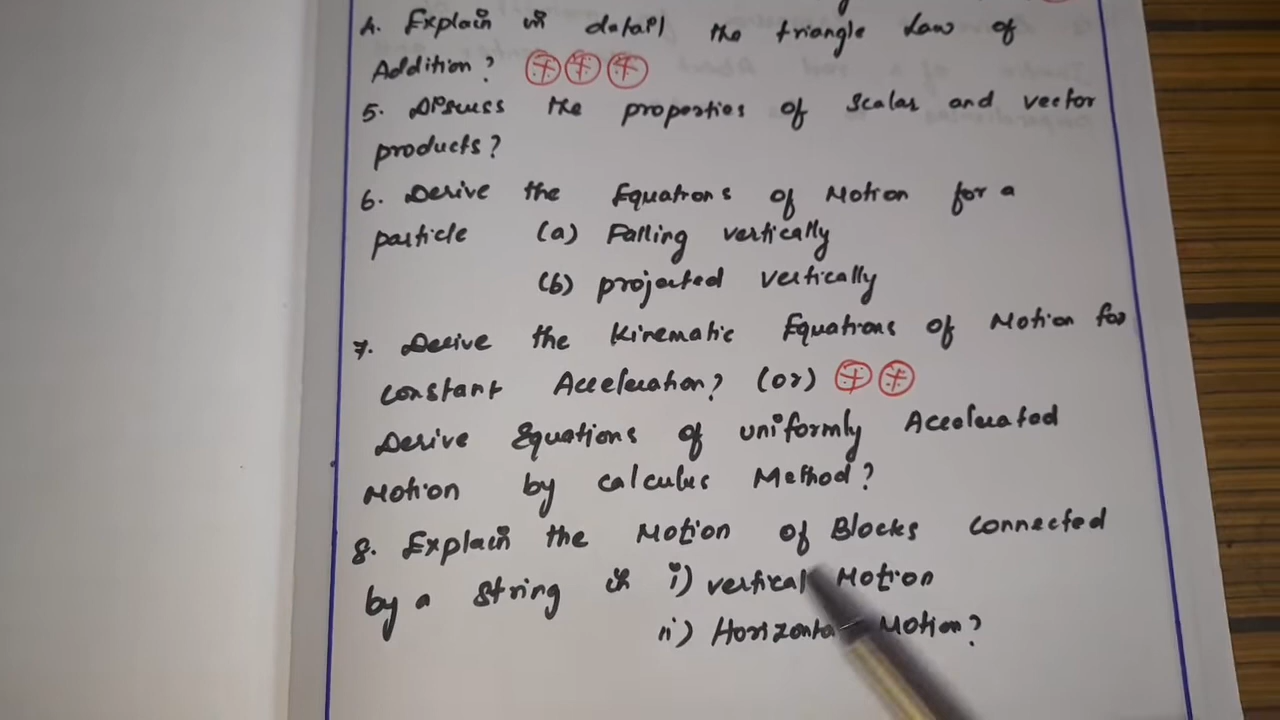 4. Explain in detail the triangle Law of
Addition?
5. Discuss the properties of scalar and vector
products?
6. Derive the Equations of Motion for a
particle (a) Falling vertically
(b) projected vertically
7. Derive the Kinematic Equations of Motion for
constant Acceleration? (or)
Derive Equations of uniformly Accelerated
Motion by calculus Method?
8. Explain the Motion of Blocks connected
by a string in i) vertical Motion
ii) Horizontal Motion?